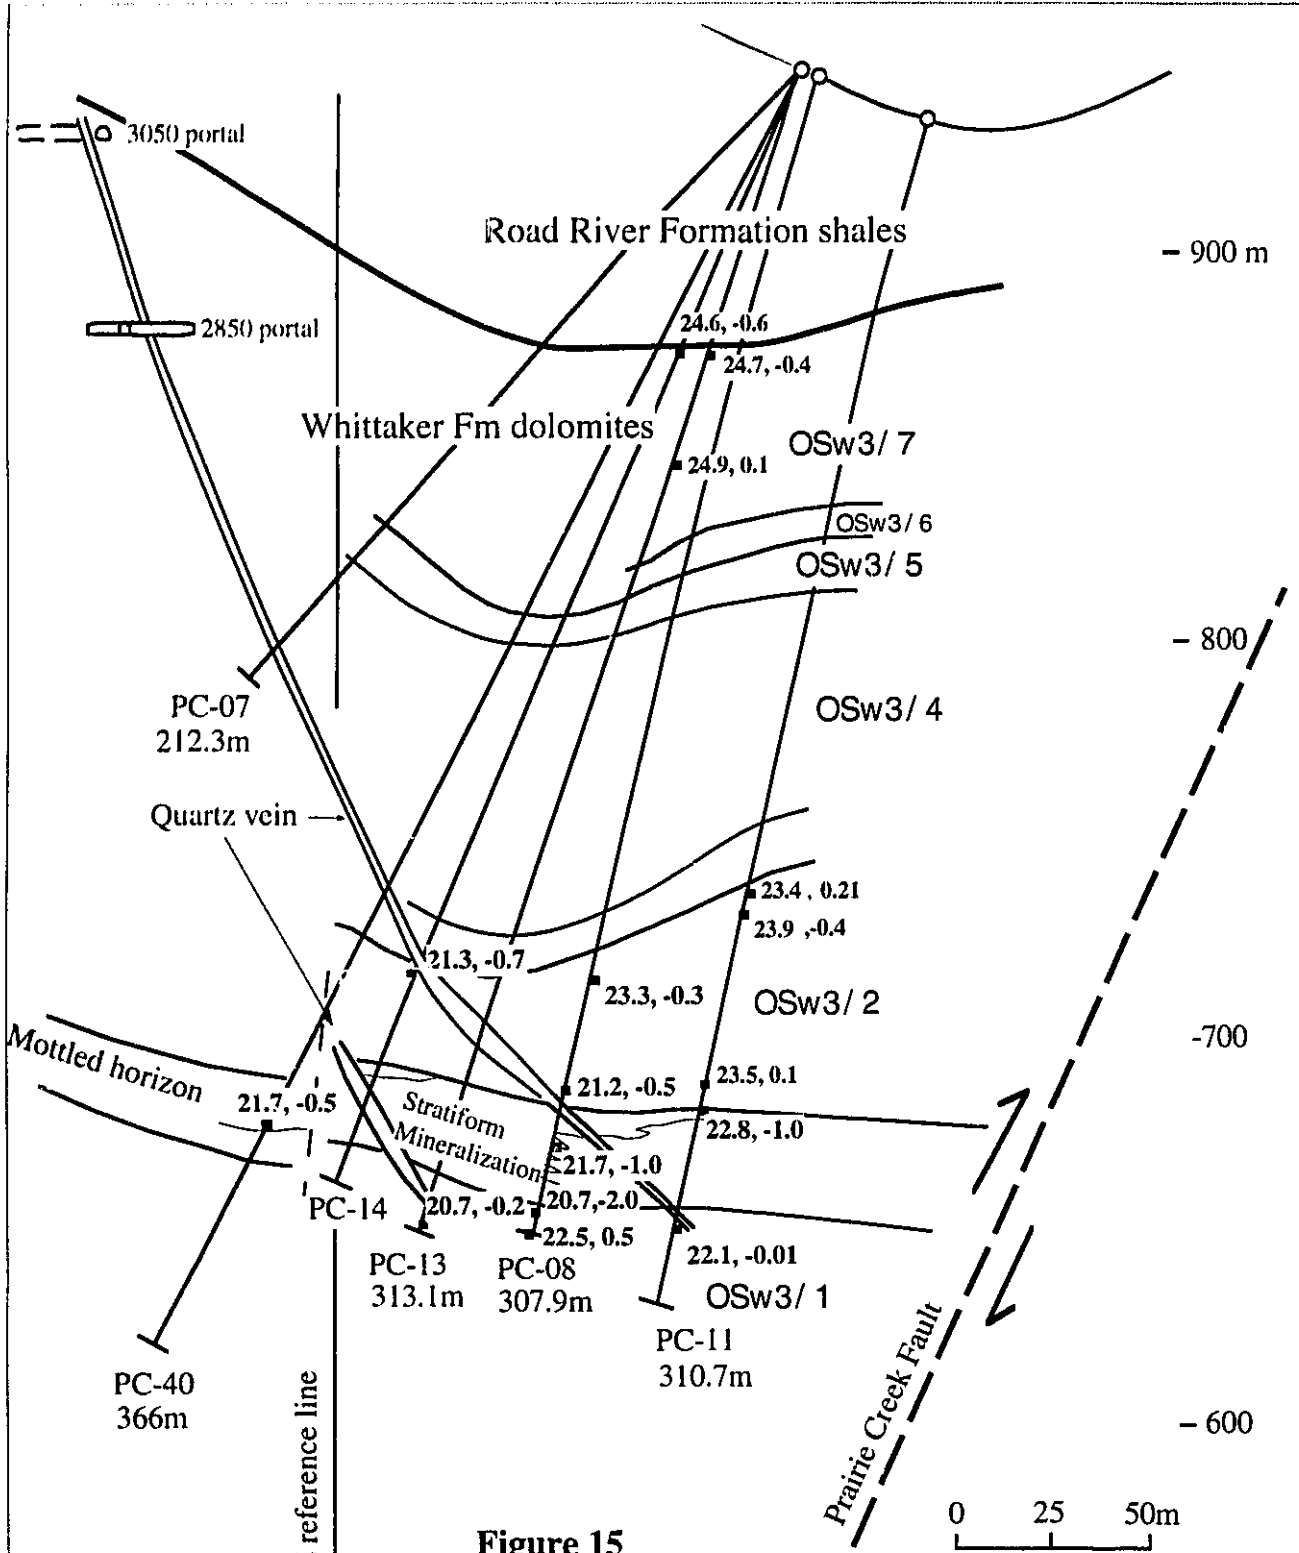 3050 portal
Road River Formation shales
- 900 m
2850 portal
24.6, -0.6
24.7, -0.4
Whittaker Fm dolomites
OSw3/ 7
24.9, 0.1
OSw3/ 6
OSw3/ 5
- 800
PC-07
212.3m
OSw3/ 4
Quartz vein
23.4 , 0.21
23.9 ,-0.4
21.3, -0.7
23.3, -0.3
OSw3/ 2
-700
Mottled horizon
21.7, -0.5
Stratiform
Mineralization
21.2, -0.5
23.5, 0.1
22.8, -1.0
21.7, -1.0
PC-14
20.7, -0.2
20.7,-2.0
22.5, 0.5
22.1, -0.01
PC-13
313.1m
PC-08
307.9m
OSw3/ 1
PC-11
310.7m
PC-40
366m
reference line
Prairie Creek Fault
- 600
0 25 50m
Figure 15